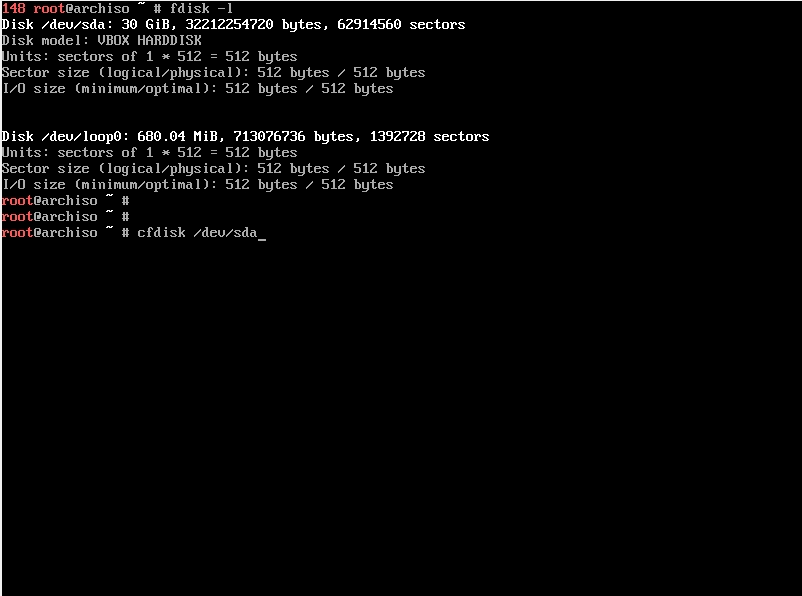 148 root@archiso ~ # fdisk -l
Disk /dev/sda: 30 GiB, 32212254720 bytes, 62914560 sectors
Disk model: VBOX HARDDISK
Units: sectors of 1 * 512 = 512 bytes
Sector size (logical/physical): 512 bytes / 512 bytes
I/O size (minimum/optimal): 512 bytes / 512 bytes
Disk /dev/loop0: 680.04 MiB, 713076736 bytes, 1392728 sectors
Units: sectors of 1 * 512 = 512 bytes
Sector size (logical/physical): 512 bytes / 512 bytes
I/O size (minimum/optimal): 512 bytes / 512 bytes
root@archiso ~ #
root@archiso ~ #
root@archiso ~ # cfdisk /dev/sda_